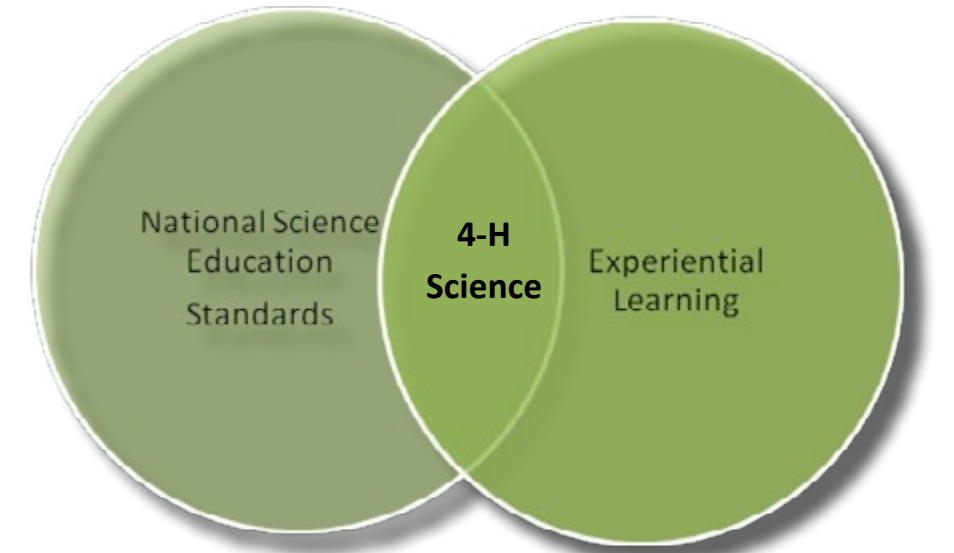 National Science
Education
Standards
4-H
Science
Experiential
Learning